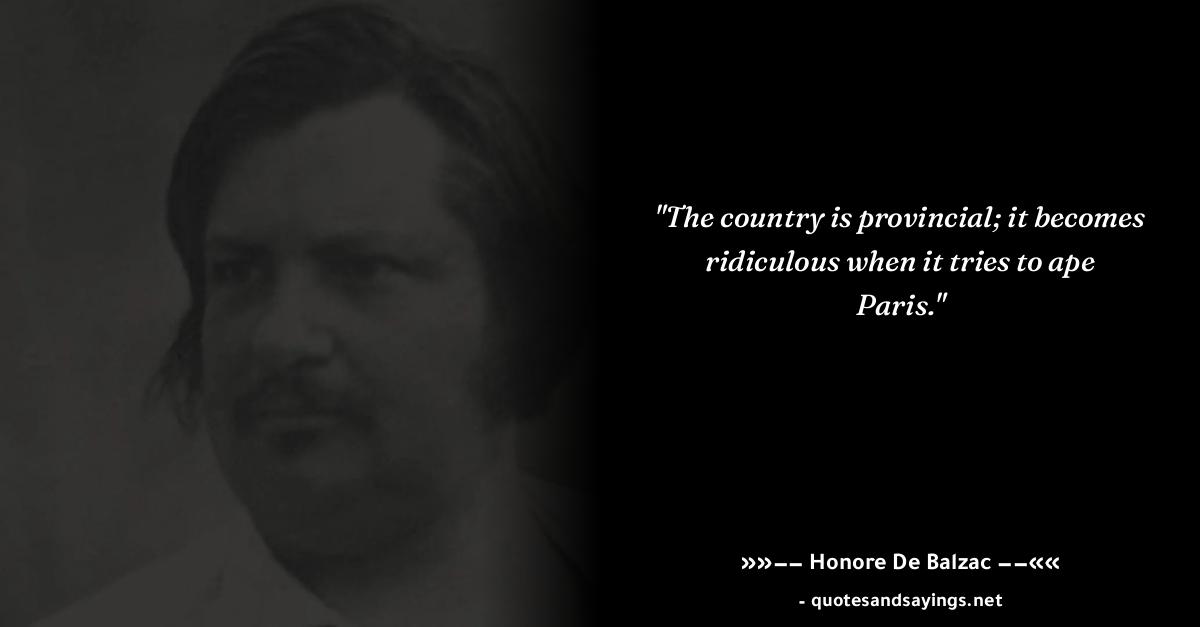 "The country is provincial; it becomes
ridiculous when it tries to ape
Paris."
»»−− Honore De Balzac −−««
- quotesandsayings.net